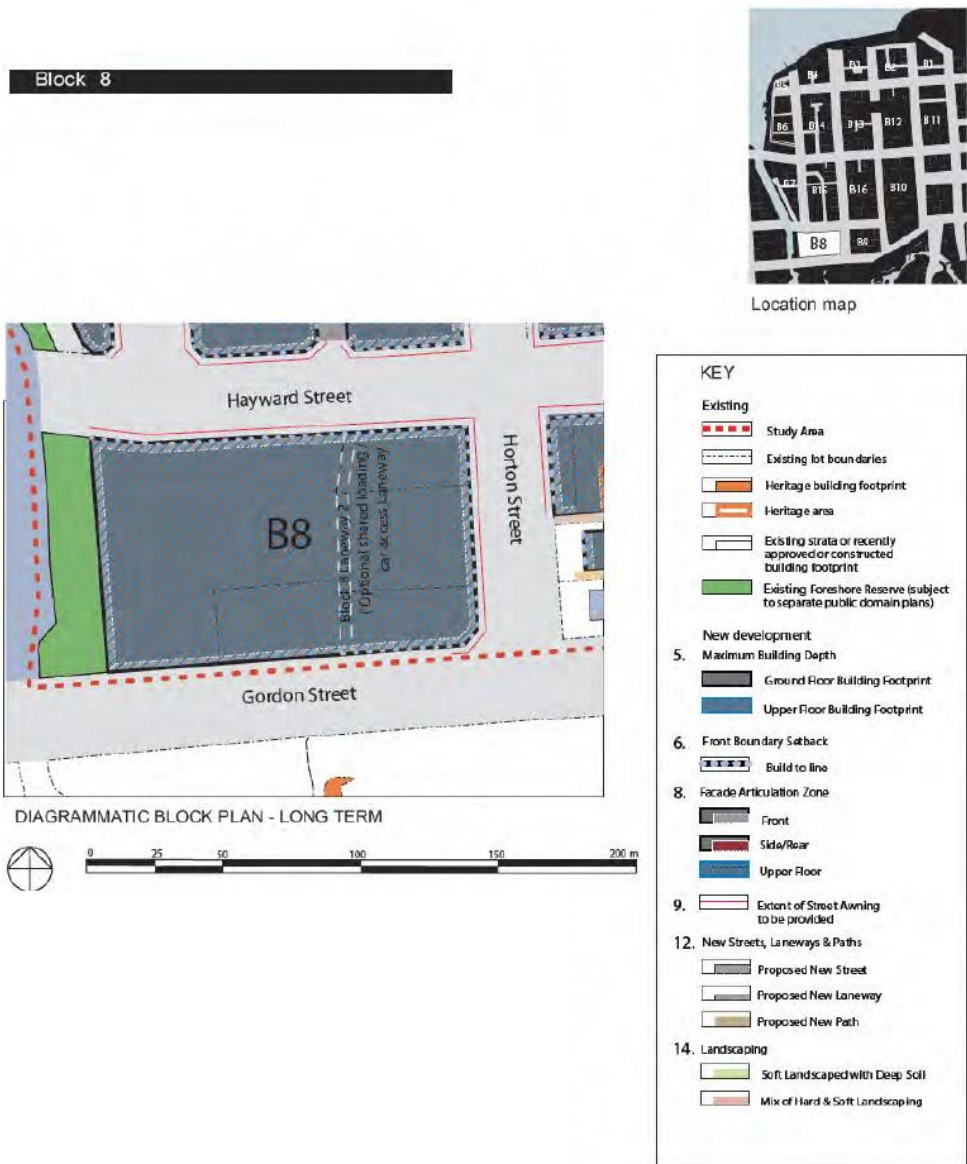 Block 8
B1
B2
B3
B4
B5
B6
B14
B13
B12
B11
B7
B15
B16
B10
B8
B9
Location map
Hayward Street
Horton Street
B8
Block 8 Laneway 2
(Optional shared loading
car access Laneway
Gordon Street
DIAGRAMMATIC BLOCK PLAN - LONG TERM
0 25 50 100 150 200 m
KEY
Existing
Study Area
Existing lot boundaries
Heritage building footprint
Heritage area
Existing strata or recently
approved or constructed
building footprint
Existing Foreshore Reserve (subject
to separate public domain plans)
New development
5. Maximum Building Depth
Ground Floor Building Footprint
Upper Floor Building Footprint
6. Front Boundary Setback
Build to line
8. Facade Articulation Zone
Front
Side/Rear
Upper Floor
9. Extent of Street Awning
to be provided
12. New Streets, Laneways & Paths
Proposed New Street
Proposed New Laneway
Proposed New Path
14. Landscaping
Soft Landscaped with Deep Soil
Mix of Hard & Soft Landscaping